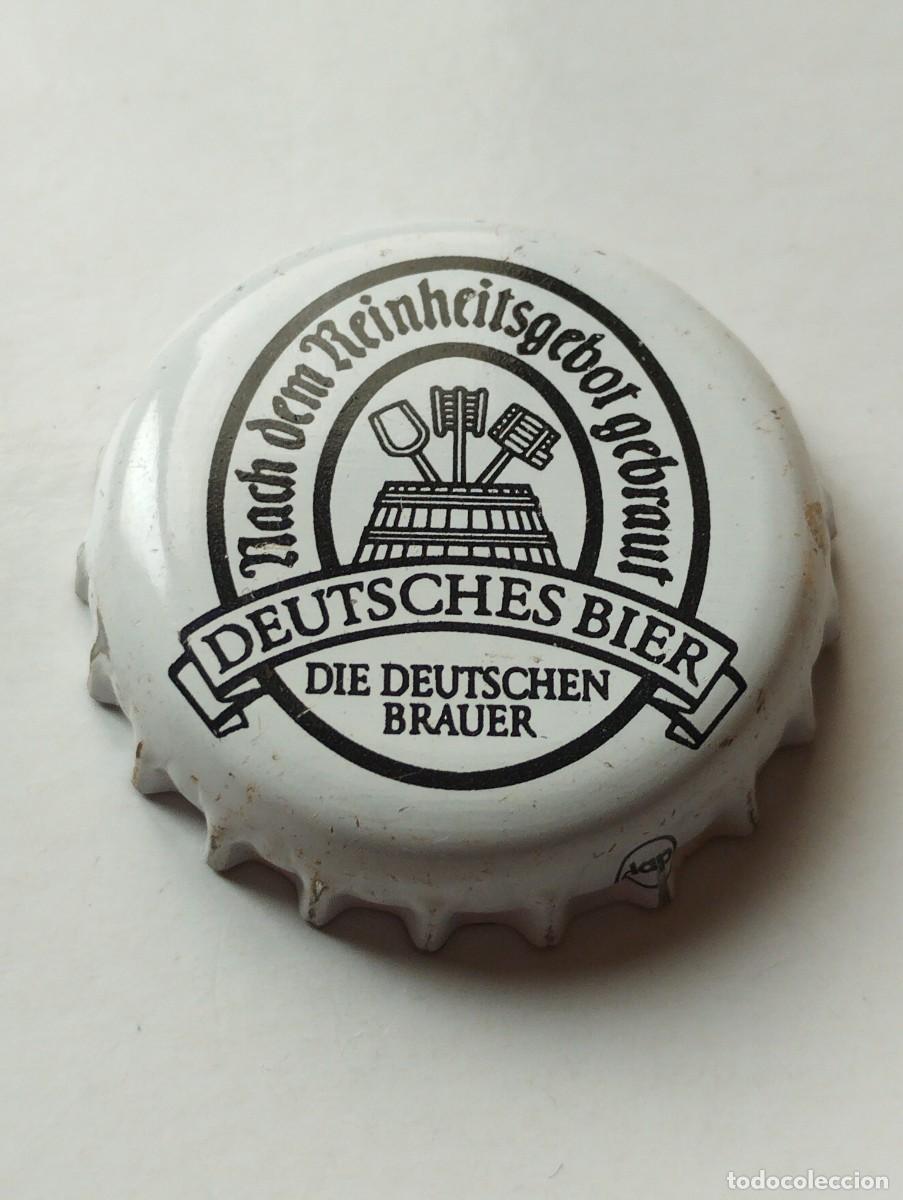 Nach dem Reinheitsgebot gebraut
DEUTSCHES BIER
DIE DEUTSCHEN
BRAUER
todocoleccion